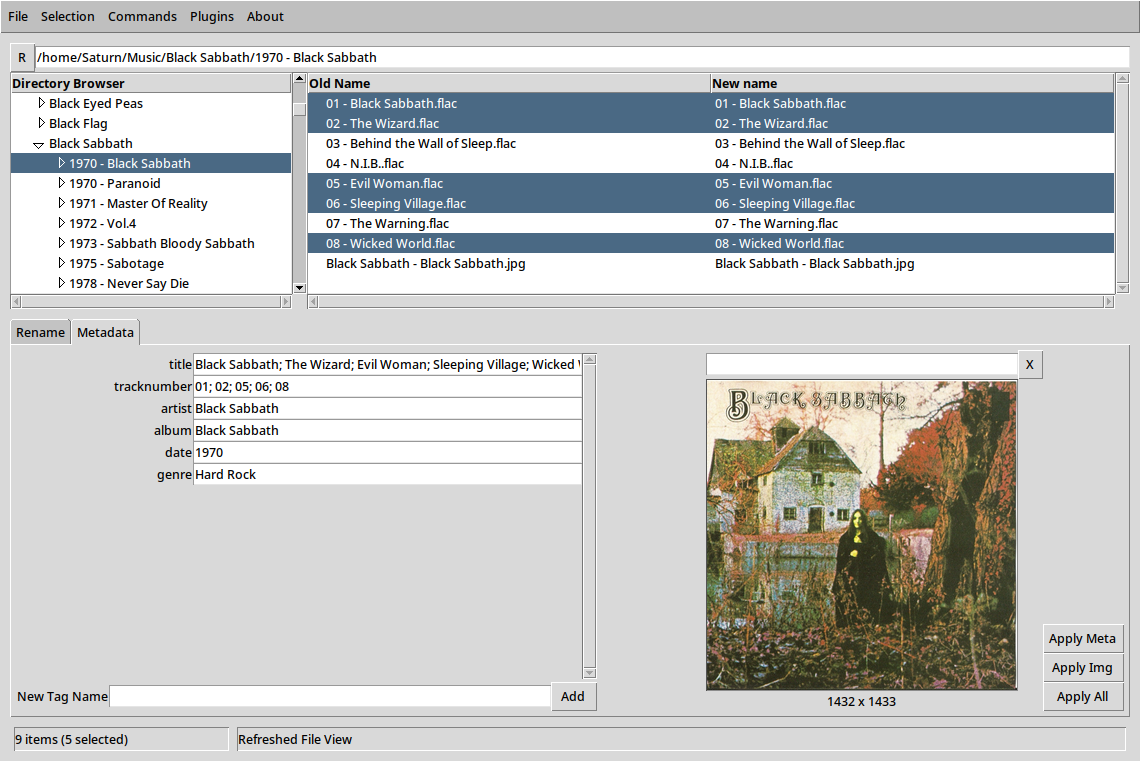 File Selection Commands Plugins About
R /home/Saturn/Music/Black Sabbath/1970 - Black Sabbath
Directory Browser
Black Eyed Peas
Black Flag
Black Sabbath
1970 - Black Sabbath
1970 - Paranoid
1971 - Master Of Reality
1972 - Vol.4
1973 - Sabbath Bloody Sabbath
1975 - Sabotage
1978 - Never Say Die
Old Name New name
01 - Black Sabbath.flac 01 - Black Sabbath.flac
02 - The Wizard.flac 02 - The Wizard.flac
03 - Behind the Wall of Sleep.flac 03 - Behind the Wall of Sleep.flac
04 - N.I.B..flac 04 - N.I.B..flac
05 - Evil Woman.flac 05 - Evil Woman.flac
06 - Sleeping Village.flac 06 - Sleeping Village.flac
07 - The Warning.flac 07 - The Warning.flac
08 - Wicked World.flac 08 - Wicked World.flac
Black Sabbath - Black Sabbath.jpg Black Sabbath - Black Sabbath.jpg
Rename Metadata
title Black Sabbath; The Wizard; Evil Woman; Sleeping Village; Wicked
tracknumber 01; 02; 05; 06; 08
artist Black Sabbath
album Black Sabbath
date 1970
genre Hard Rock
New Tag Name Add
X
BLACK SABBATH
1432 x 1433
Apply Meta
Apply Img
Apply All
9 items (5 selected) Refreshed File View